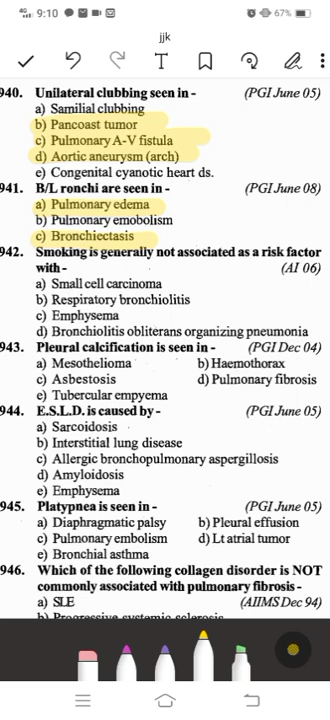 4G 9:10 67%
jjk
T
940. Unilateral clubbing seen in - (PGI June 05)
a) Samilial clubbing
b) Pancoast tumor
c) Pulmonary A-V fistula
d) Aortic aneurysm (arch)
e) Congenital cyanotic heart ds.
941. B/L ronchi are seen in - (PGI June 08)
a) Pulmonary edema
b) Pulmonary emobolism
c) Bronchiectasis
942. Smoking is generally not associated as a risk factor
with - (AI 06)
a) Small cell carcinoma
b) Respiratory bronchiolitis
c) Emphysema
d) Bronchiolitis obliterans organizing pneumonia
943. Pleural calcification is seen in - (PGI Dec 04)
a) Mesothelioma b) Haemothorax
c) Asbestosis d) Pulmonary fibrosis
e) Tubercular empyema
944. E.S.L.D. is caused by - (PGI June 05)
a) Sarcoidosis
b) Interstitial lung disease
c) Allergic bronchopulmonary aspergillosis
d) Amyloidosis
e) Emphysema
945. Platypnea is seen in - (PGI June 05)
a) Diaphragmatic palsy b) Pleural effusion
c) Pulmonary embolism d) Lt atrial tumor
e) Bronchial asthma
946. Which of the following collagen disorder is NOT
commonly associated with pulmonary fibrosis -
a) SLE (AIIMS Dec 94)
b) Progressive systemic sclerosis